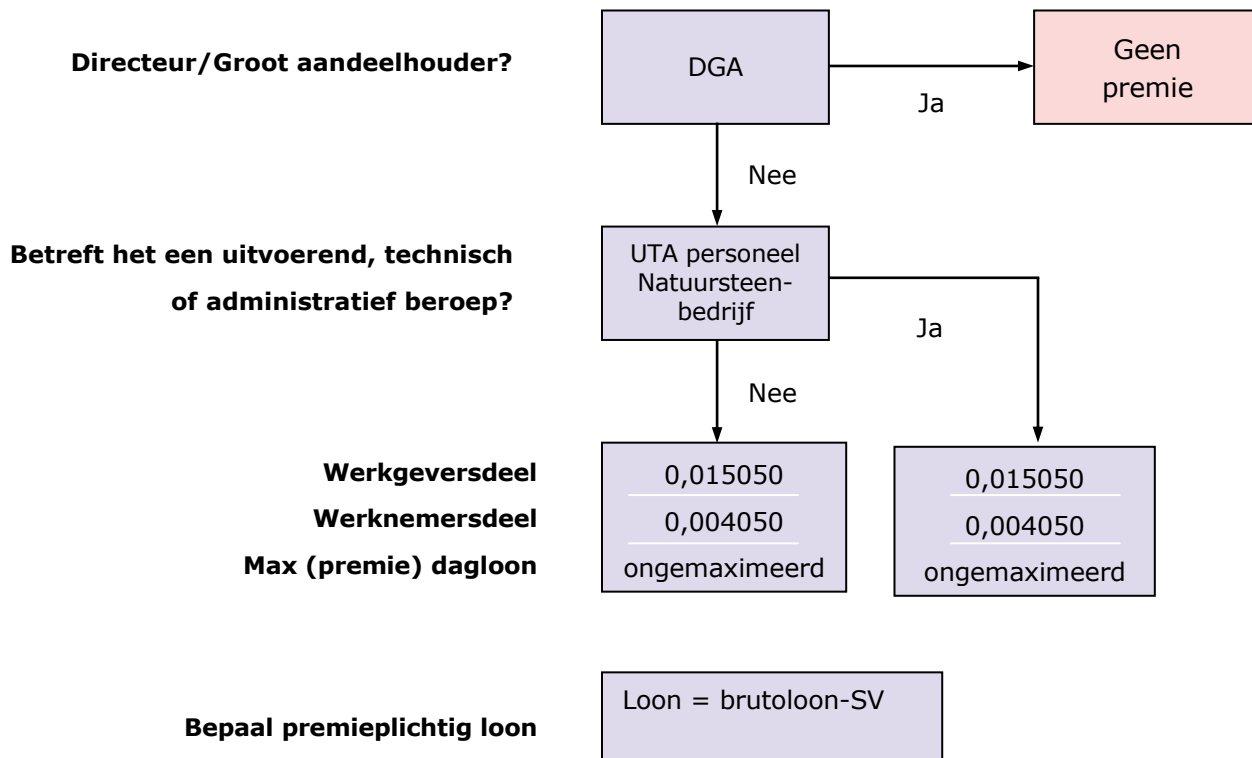 Directeur/Groot aandeelhouder?
DGA
Ja
Geen
premie
Nee
Betreft het een uitvoerend, technisch
of administratief beroep?
UTA personeel
Natuursteen-
bedrijf
Ja
Nee
Werkgeversdeel
0,015050
0,015050
Werknemersdeel
0,004050
0,004050
Max (premie) dagloon
ongemaximeerd
ongemaximeerd
Bepaal premieplichtig loon
Loon = brutoloon-SV